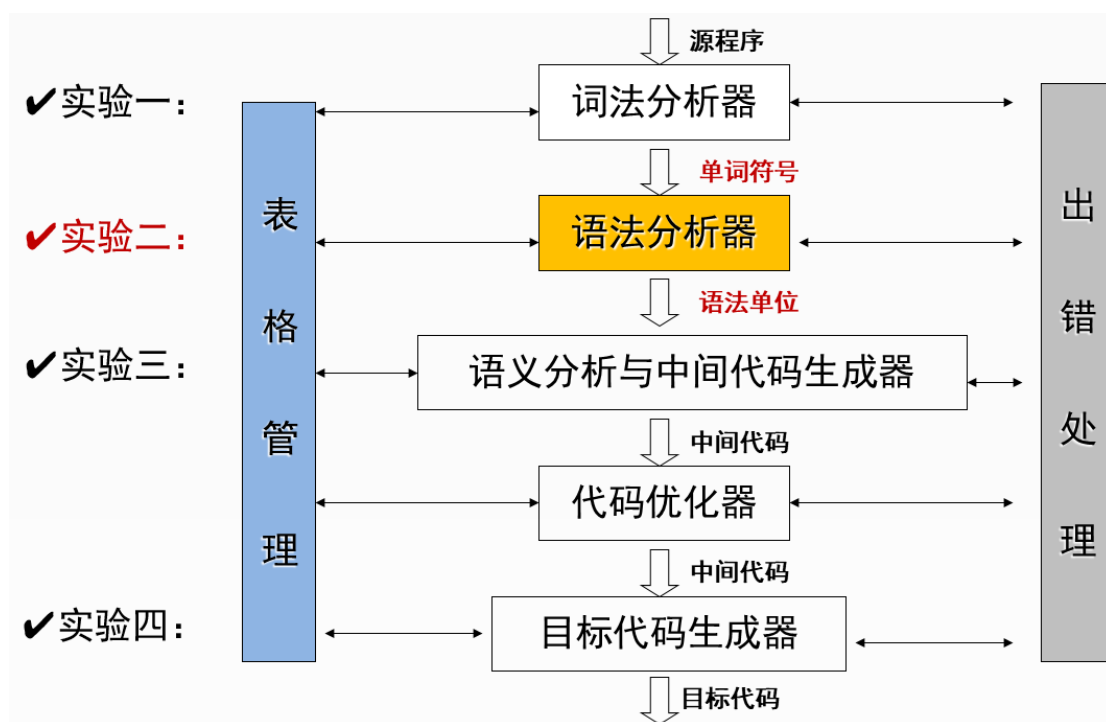 源程序
✔实验一：
词法分析器
单词符号
✔实验二：
语法分析器
语法单位
✔实验三：
语义分析与中间代码生成器
中间代码
代码优化器
中间代码
✔实验四：
目标代码生成器
目标代码
表格管理
出错处理